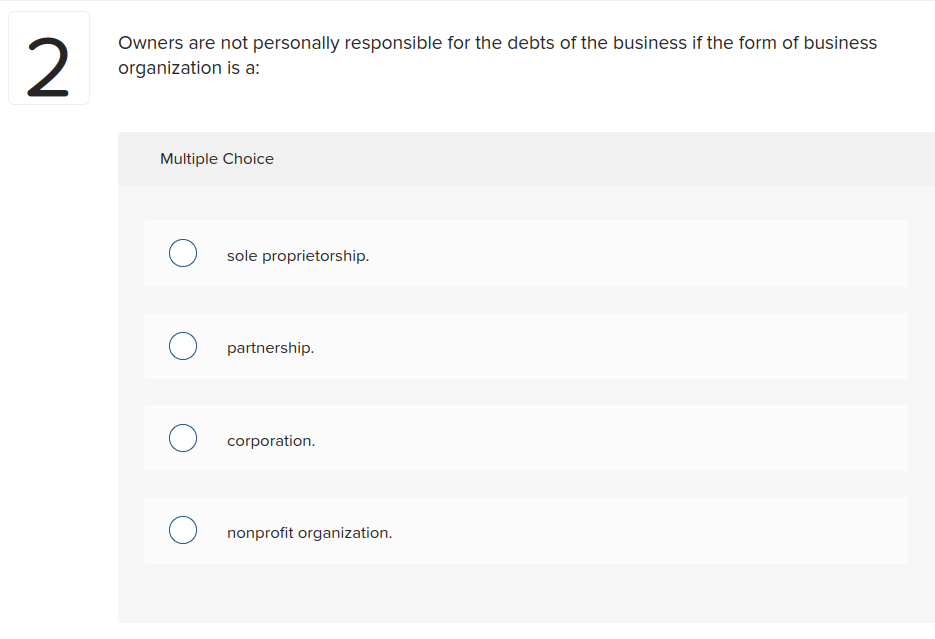 2
Owners are not personally responsible for the debts of the business if the form of business
organization is a:
Multiple Choice
sole proprietorship.
partnership.
corporation.
nonprofit organization.